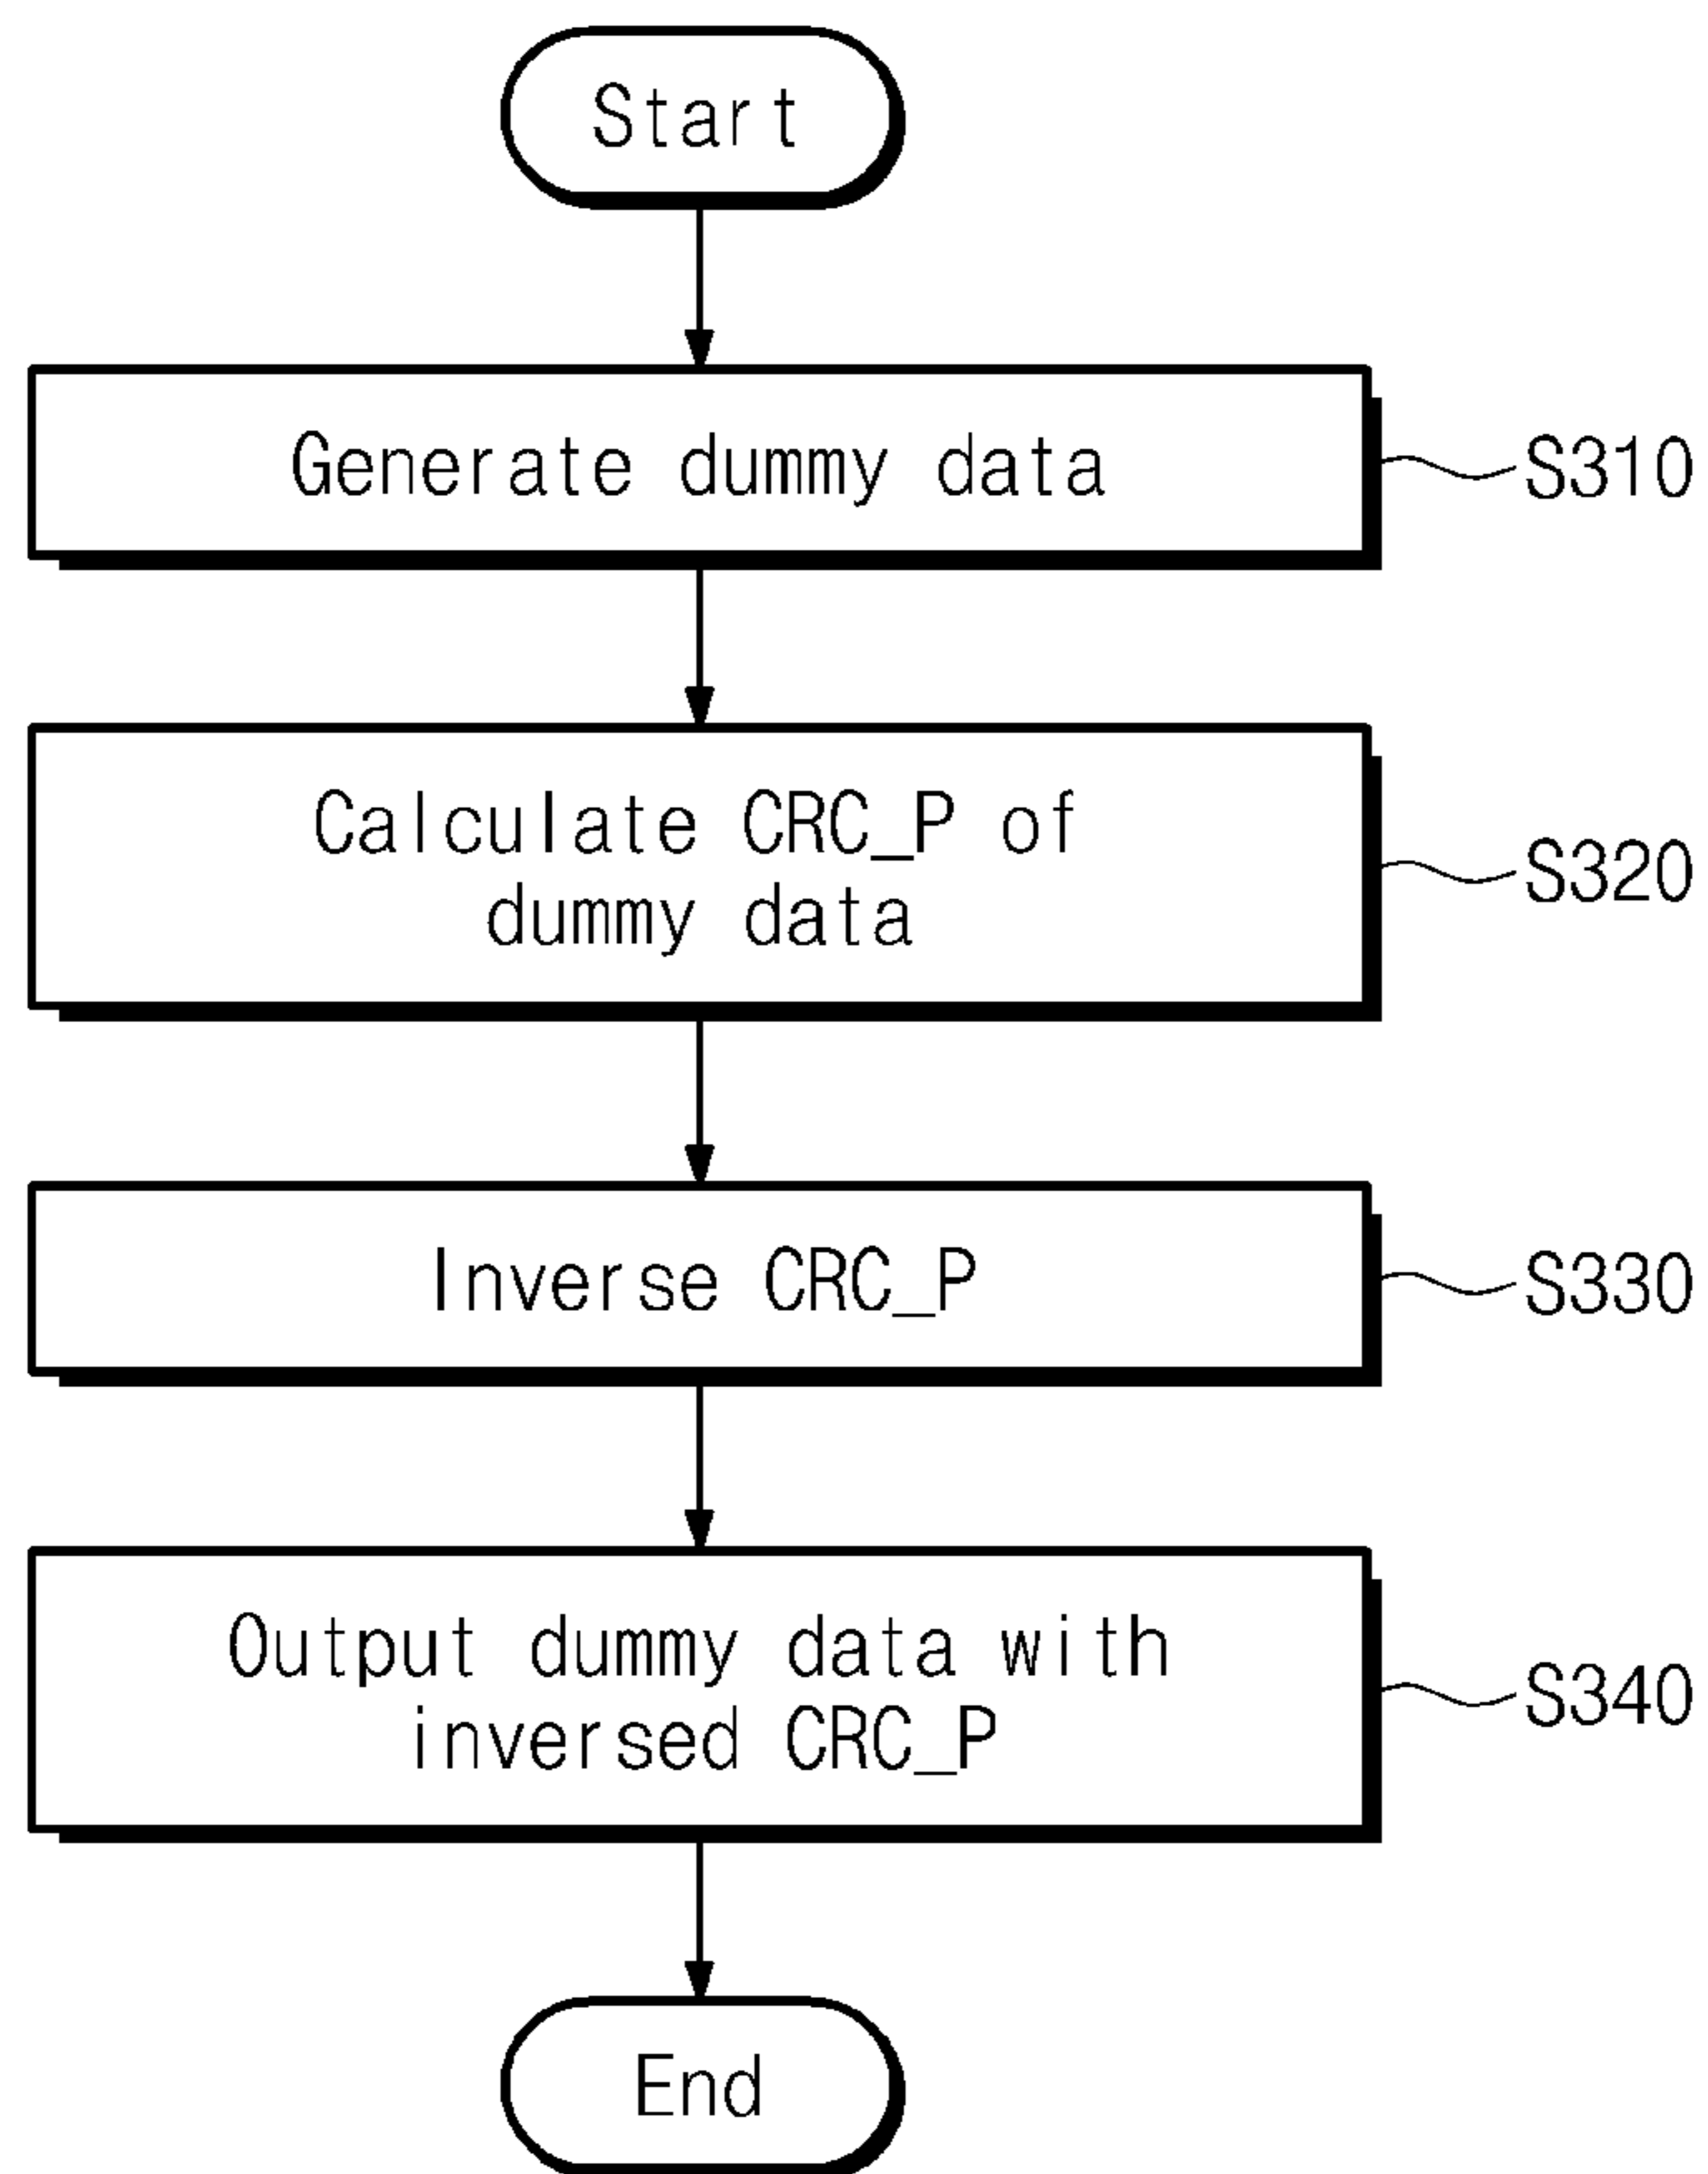 Start
Generate dummy data
S310
Calculate CRC_P of
dummy data
S320
Inverse CRC_P
S330
Output dummy data with
inversed CRC_P
S340
End